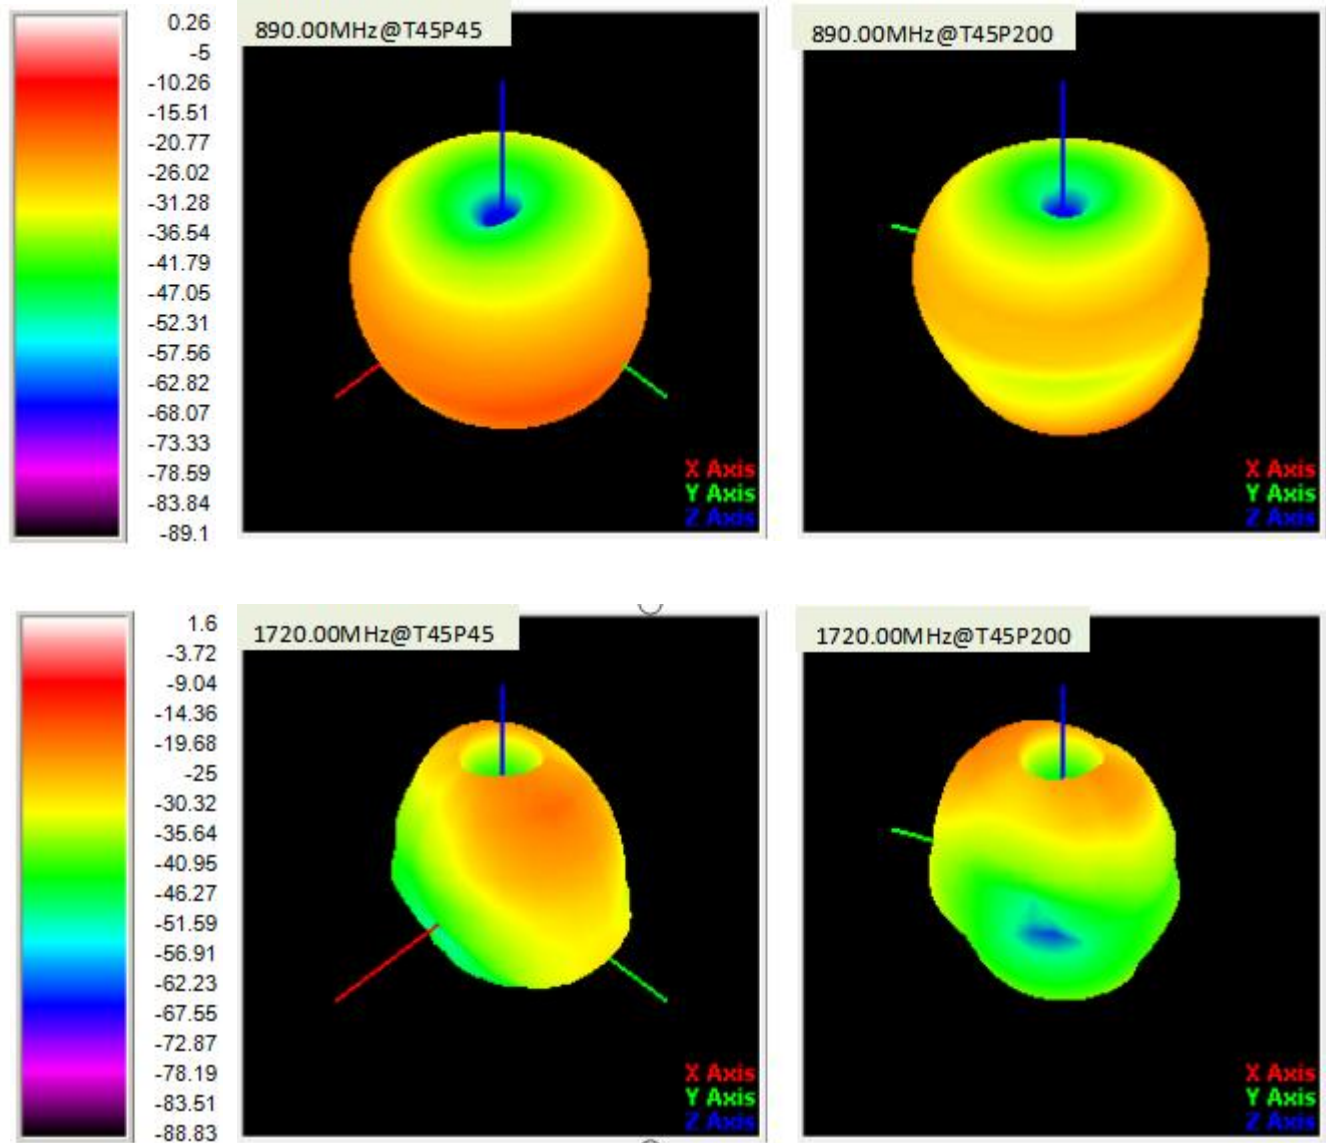 0.26
-5
-10.26
-15.51
-20.77
-26.02
-31.28
-36.54
-41.79
-47.05
-52.31
-57.56
-62.82
-68.07
-73.33
-78.59
-83.84
-89.1
890.00MHz@T45P45
X Axis
Y Axis
Z Axis
890.00MHz@T45P200
X Axis
Y Axis
Z Axis
1.6
-3.72
-9.04
-14.36
-19.68
-25
-30.32
-35.64
-40.95
-46.27
-51.59
-56.91
-62.23
-67.55
-72.87
-78.19
-83.51
-88.83
1720.00MHz@T45P45
X Axis
Y Axis
Z Axis
1720.00MHz@T45P200
X Axis
Y Axis
Z Axis